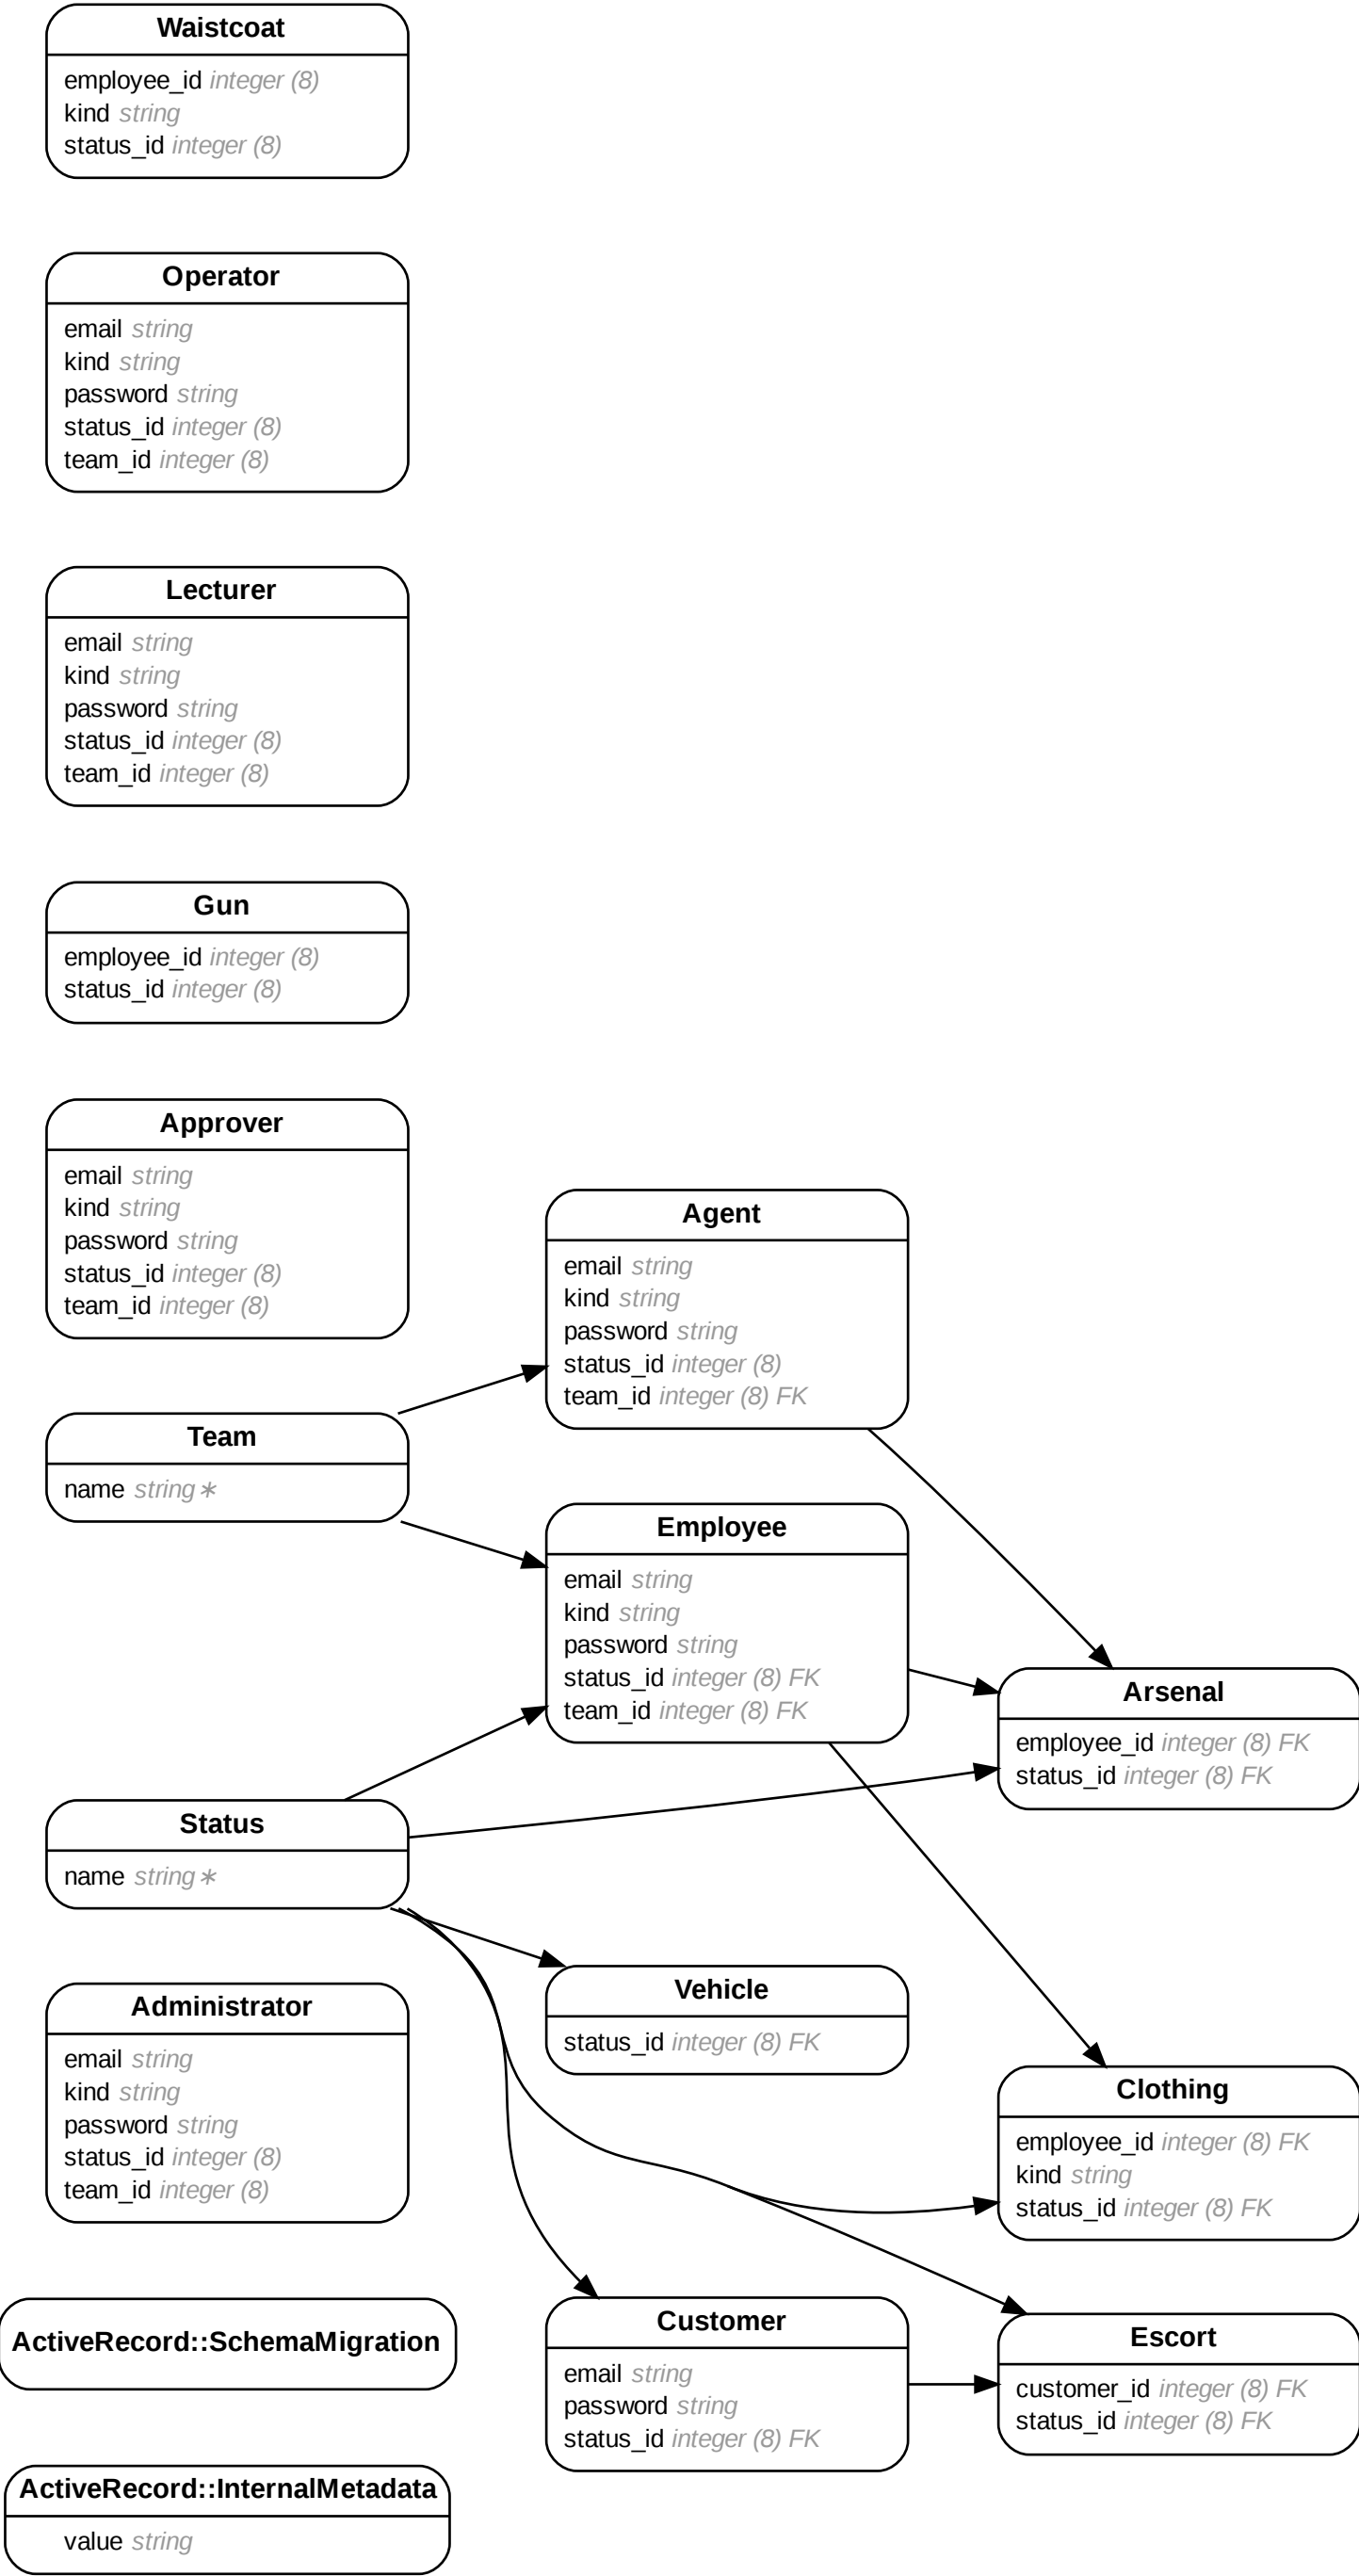 Waistcoat
employee_id integer (8)
kind string
status_id integer (8)
Operator
email string
kind string
password string
status_id integer (8)
team_id integer (8)
Lecturer
email string
kind string
password string
status_id integer (8)
team_id integer (8)
Gun
employee_id integer (8)
status_id integer (8)
Approver
email string
kind string
password string
status_id integer (8)
team_id integer (8)
Team
name string ∗
Status
name string ∗
Administrator
email string
kind string
password string
status_id integer (8)
team_id integer (8)
ActiveRecord::SchemaMigration
ActiveRecord::InternalMetadata
value string
Agent
email string
kind string
password string
status_id integer (8)
team_id integer (8) FK
Employee
email string
kind string
password string
status_id integer (8) FK
team_id integer (8) FK
Vehicle
status_id integer (8) FK
Customer
email string
password string
status_id integer (8) FK
Arsenal
employee_id integer (8) FK
status_id integer (8) FK
Clothing
employee_id integer (8) FK
kind string
status_id integer (8) FK
Escort
customer_id integer (8) FK
status_id integer (8) FK